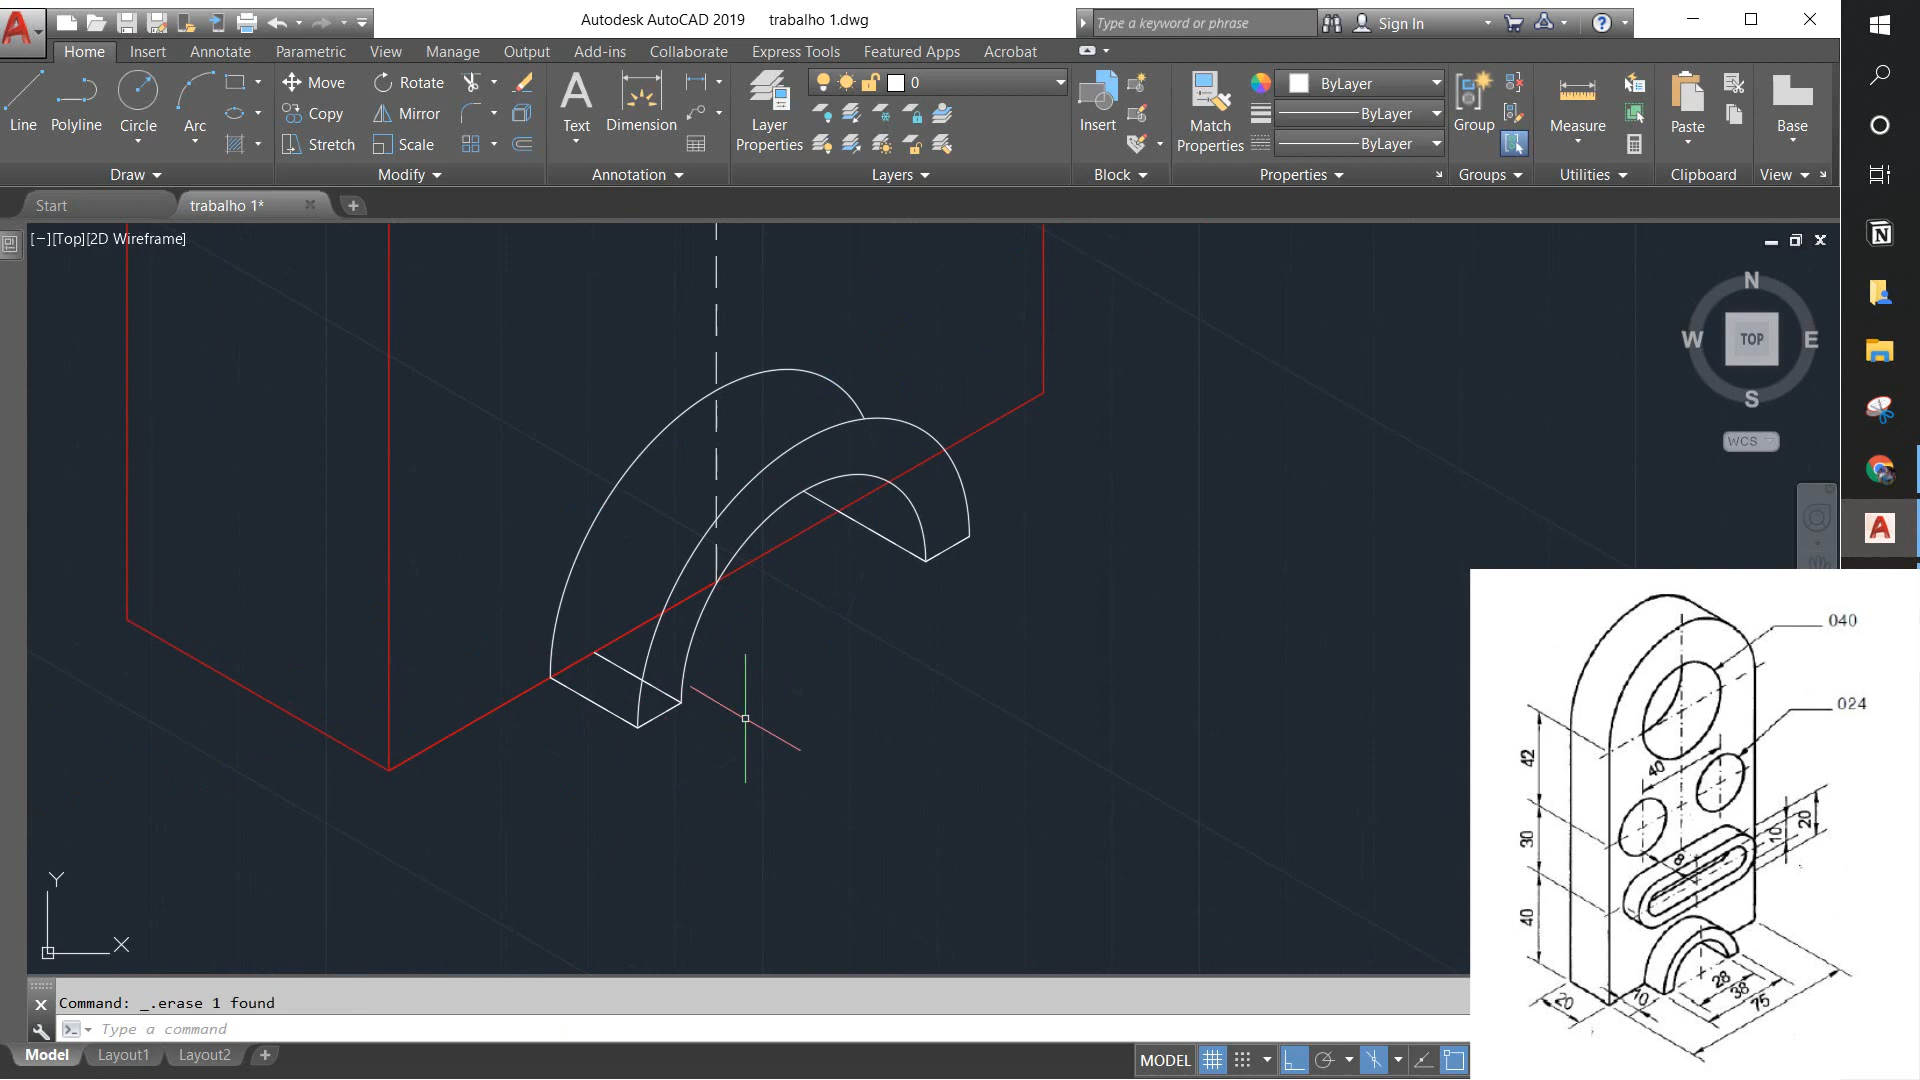 Autodesk AutoCAD 2019 trabalho 1.dwg
Type a keyword or phrase
Sign In
Home Insert Annotate Parametric View Manage Output Add-ins Collaborate Express Tools Featured Apps Acrobat
Line Polyline Circle Arc
Move Rotate
Copy Mirror
Stretch Scale
Text Dimension
Layer
Properties
0
Insert
Match
Properties
ByLayer
ByLayer
ByLayer
Group
Measure
Paste
Base
Draw Modify Annotation Layers Block Properties Groups Utilities Clipboard View
Start trabalho 1*
[−][Top][2D Wireframe]
N
W TOP E
S
WCS
Y
X
040
024
42
40
30
10
20
8
40
20
10
28
38
75
Command: _.erase 1 found
Type a command
Model Layout1 Layout2
MODEL